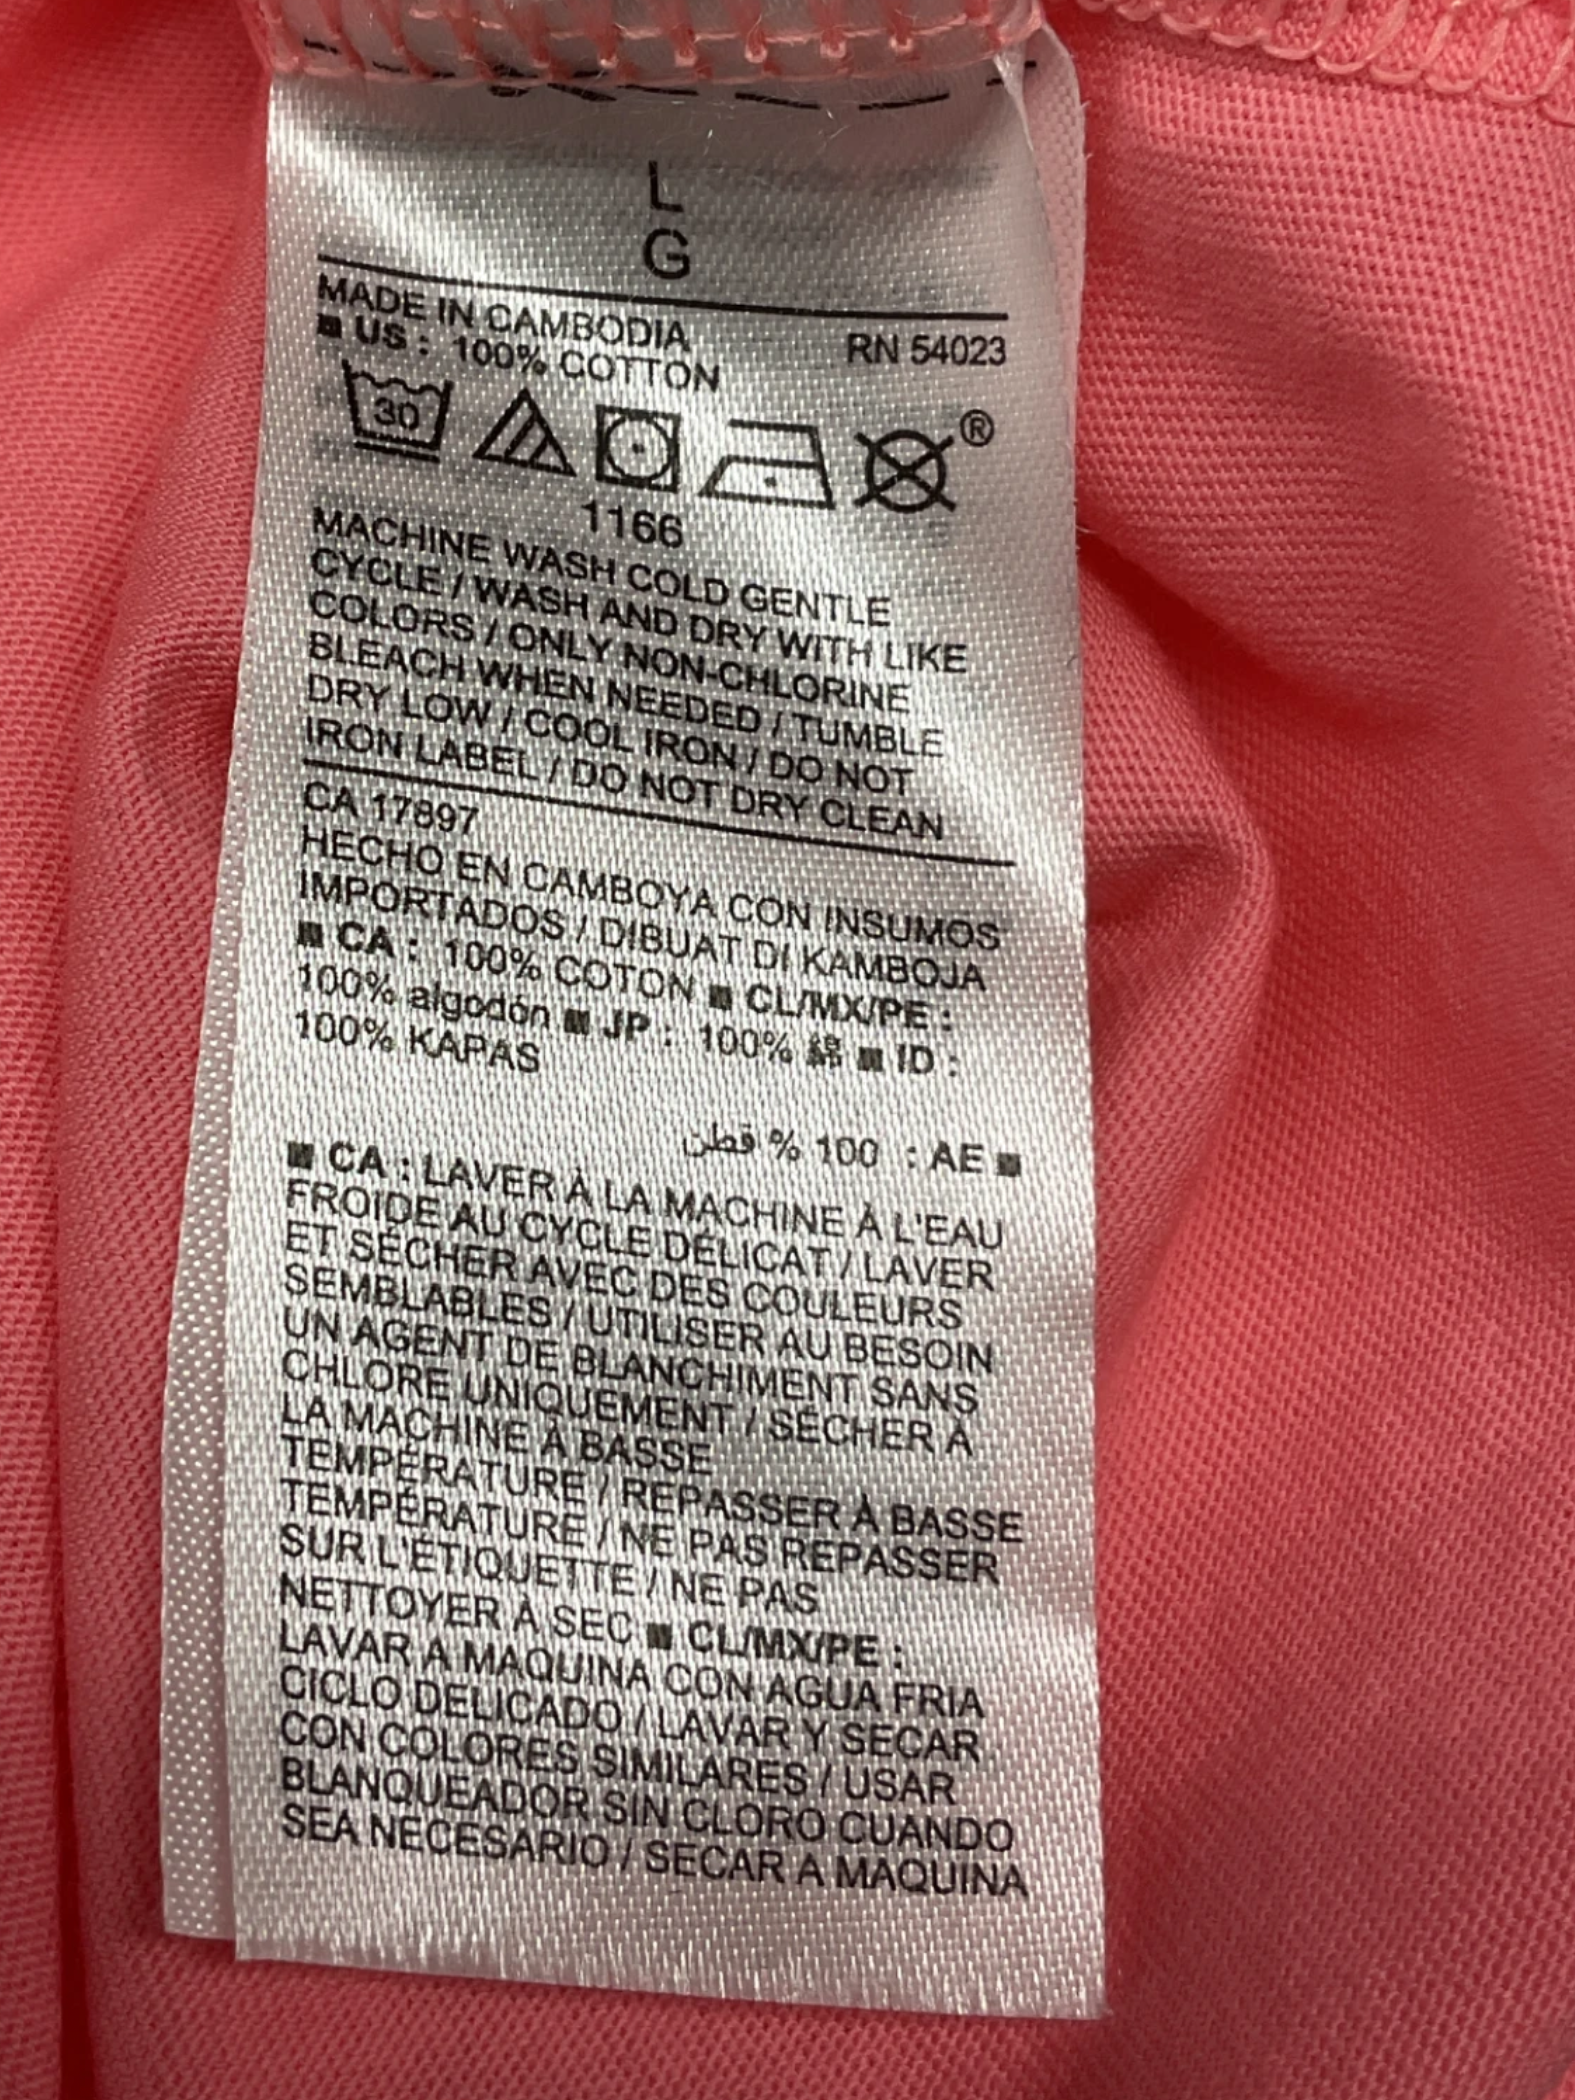 L
G
MADE IN CAMBODIA RN 54023
■ US : 100% COTTON
30
®
1166
MACHINE WASH COLD GENTLE
CYCLE / WASH AND DRY WITH LIKE
COLORS / ONLY NON-CHLORINE
BLEACH WHEN NEEDED / TUMBLE
DRY LOW / COOL IRON / DO NOT
IRON LABEL / DO NOT DRY CLEAN
CA 17897
HECHO EN CAMBOYA CON INSUMOS
IMPORTADOS / DIBUAT DI KAMBOJA
■ CA : 100% COTON ■ CL/MX/PE :
100% algodón ■ JP : 100% 綿 ■ ID :
100% KAPAS
■ AE : 100 % قطن
■ CA : LAVER À LA MACHINE À L'EAU
FROIDE AU CYCLE DÉLICAT / LAVER
ET SÉCHER AVEC DES COULEURS
SEMBLABLES / UTILISER AU BESOIN
UN AGENT DE BLANCHIMENT SANS
CHLORE UNIQUEMENT / SÉCHER À
LA MACHINE À BASSE
TEMPÉRATURE / REPASSER À BASSE
TEMPÉRATURE / NE PAS REPASSER
SUR L'ÉTIQUETTE / NE PAS
NETTOYER À SEC ■ CL/MX/PE :
LAVAR A MAQUINA CON AGUA FRIA
CICLO DELICADO / LAVAR Y SECAR
CON COLORES SIMILARES / USAR
BLANQUEADOR SIN CLORO CUANDO
SEA NECESARIO / SECAR A MAQUINA